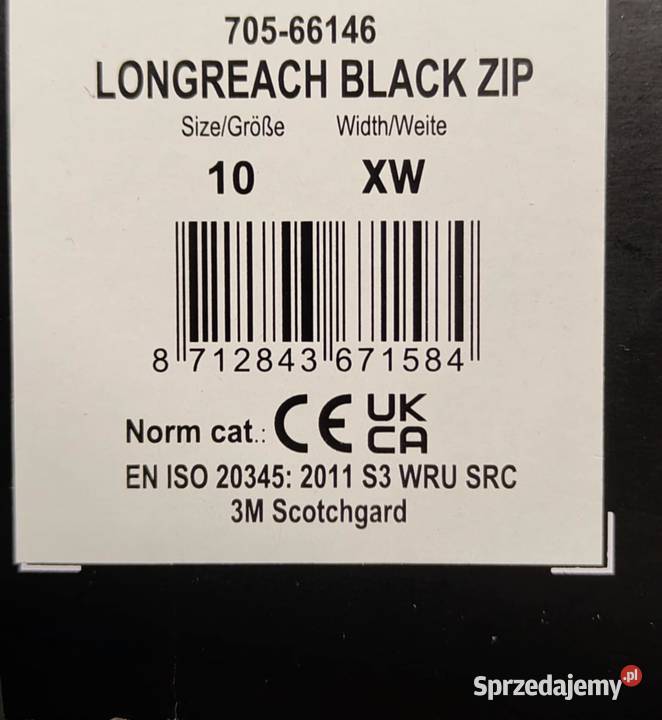 705-66146
LONGREACH BLACK ZIP
Size/Größe Width/Weite
10 XW
8 712843 671584
Norm cat.: CE UK CA
EN ISO 20345: 2011 S3 WRU SRC
3M Scotchgard
Sprzedajemy.pl